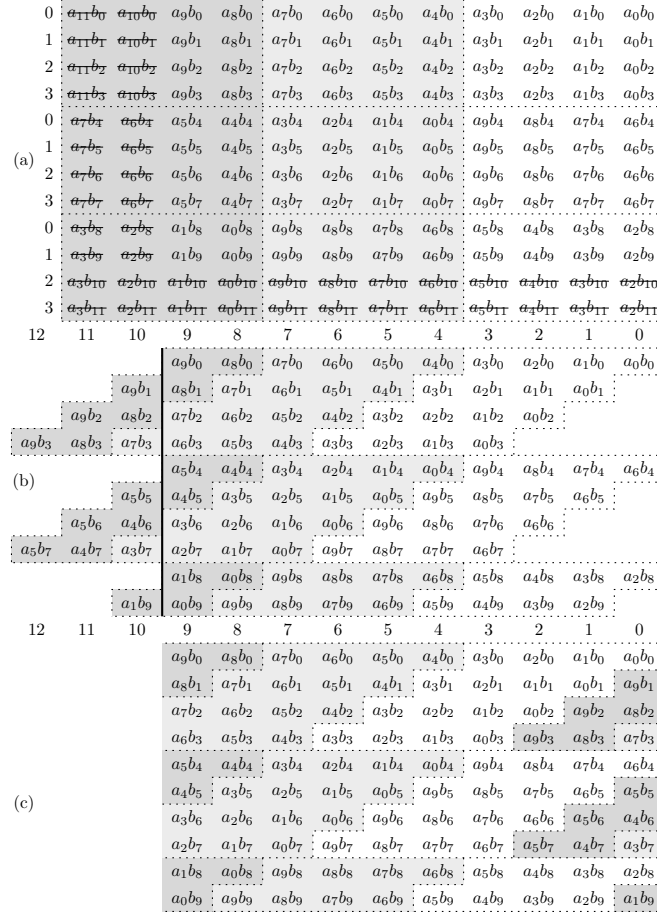 0 a₁₁b₀ a₁₀b₀ a₉b₀ a₈b₀ a₇b₀ a₆b₀ a₅b₀ a₄b₀ a₃b₀ a₂b₀ a₁b₀ a₀b₀
1 a₁₁b₁ a₁₀b₁ a₉b₁ a₈b₁ a₇b₁ a₆b₁ a₅b₁ a₄b₁ a₃b₁ a₂b₁ a₁b₁ a₀b₁
2 a₁₁b₂ a₁₀b₂ a₉b₂ a₈b₂ a₇b₂ a₆b₂ a₅b₂ a₄b₂ a₃b₂ a₂b₂ a₁b₂ a₀b₂
3 a₁₁b₃ a₁₀b₃ a₉b₃ a₈b₃ a₇b₃ a₆b₃ a₅b₃ a₄b₃ a₃b₃ a₂b₃ a₁b₃ a₀b₃
0 a₇b₄ a₆b₄ a₅b₄ a₄b₄ a₃b₄ a₂b₄ a₁b₄ a₀b₄ a₉b₄ a₈b₄ a₇b₄ a₆b₄
1 a₇b₅ a₆b₅ a₅b₅ a₄b₅ a₃b₅ a₂b₅ a₁b₅ a₀b₅ a₉b₅ a₈b₅ a₇b₅ a₆b₅
(a)
2 a₇b₆ a₆b₆ a₅b₆ a₄b₆ a₃b₆ a₂b₆ a₁b₆ a₀b₆ a₉b₆ a₈b₆ a₇b₆ a₆b₆
3 a₇b₇ a₆b₇ a₅b₇ a₄b₇ a₃b₇ a₂b₇ a₁b₇ a₀b₇ a₉b₇ a₈b₇ a₇b₇ a₆b₇
0 a₃b₈ a₂b₈ a₁b₈ a₀b₈ a₉b₈ a₈b₈ a₇b₈ a₆b₈ a₅b₈ a₄b₈ a₃b₈ a₂b₈
1 a₃b₉ a₂b₉ a₁b₉ a₀b₉ a₉b₉ a₈b₉ a₇b₉ a₆b₉ a₅b₉ a₄b₉ a₃b₉ a₂b₉
2 a₃b₁₀ a₂b₁₀ a₁b₁₀ a₀b₁₀ a₉b₁₀ a₈b₁₀ a₇b₁₀ a₆b₁₀ a₅b₁₀ a₄b₁₀ a₃b₁₀ a₂b₁₀
3 a₃b₁₁ a₂b₁₁ a₁b₁₁ a₀b₁₁ a₉b₁₁ a₈b₁₁ a₇b₁₁ a₆b₁₁ a₅b₁₁ a₄b₁₁ a₃b₁₁ a₂b₁₁
12 11 10 9 8 7 6 5 4 3 2 1 0
a₉b₀ a₈b₀ a₇b₀ a₆b₀ a₅b₀ a₄b₀ a₃b₀ a₂b₀ a₁b₀ a₀b₀
a₉b₁ a₈b₁ a₇b₁ a₆b₁ a₅b₁ a₄b₁ a₃b₁ a₂b₁ a₁b₁ a₀b₁
a₉b₂ a₈b₂ a₇b₂ a₆b₂ a₅b₂ a₄b₂ a₃b₂ a₂b₂ a₁b₂ a₀b₂
a₉b₃ a₈b₃ a₇b₃ a₆b₃ a₅b₃ a₄b₃ a₃b₃ a₂b₃ a₁b₃ a₀b₃
a₅b₄ a₄b₄ a₃b₄ a₂b₄ a₁b₄ a₀b₄ a₉b₄ a₈b₄ a₇b₄ a₆b₄
(b)
a₅b₅ a₄b₅ a₃b₅ a₂b₅ a₁b₅ a₀b₅ a₉b₅ a₈b₅ a₇b₅ a₆b₅
a₅b₆ a₄b₆ a₃b₆ a₂b₆ a₁b₆ a₀b₆ a₉b₆ a₈b₆ a₇b₆ a₆b₆
a₅b₇ a₄b₇ a₃b₇ a₂b₇ a₁b₇ a₀b₇ a₉b₇ a₈b₇ a₇b₇ a₆b₇
a₁b₈ a₀b₈ a₉b₈ a₈b₈ a₇b₈ a₆b₈ a₅b₈ a₄b₈ a₃b₈ a₂b₈
a₁b₉ a₀b₉ a₉b₉ a₈b₉ a₇b₉ a₆b₉ a₅b₉ a₄b₉ a₃b₉ a₂b₉
12 11 10 9 8 7 6 5 4 3 2 1 0
a₉b₀ a₈b₀ a₇b₀ a₆b₀ a₅b₀ a₄b₀ a₃b₀ a₂b₀ a₁b₀ a₀b₀
a₈b₁ a₇b₁ a₆b₁ a₅b₁ a₄b₁ a₃b₁ a₂b₁ a₁b₁ a₀b₁ a₉b₁
a₇b₂ a₆b₂ a₅b₂ a₄b₂ a₃b₂ a₂b₂ a₁b₂ a₀b₂ a₉b₂ a₈b₂
a₆b₃ a₅b₃ a₄b₃ a₃b₃ a₂b₃ a₁b₃ a₀b₃ a₉b₃ a₈b₃ a₇b₃
a₅b₄ a₄b₄ a₃b₄ a₂b₄ a₁b₄ a₀b₄ a₉b₄ a₈b₄ a₇b₄ a₆b₄
a₄b₅ a₃b₅ a₂b₅ a₁b₅ a₀b₅ a₉b₅ a₈b₅ a₇b₅ a₆b₅ a₅b₅
(c)
a₃b₆ a₂b₆ a₁b₆ a₀b₆ a₉b₆ a₈b₆ a₇b₆ a₆b₆ a₅b₆ a₄b₆
a₂b₇ a₁b₇ a₀b₇ a₉b₇ a₈b₇ a₇b₇ a₆b₇ a₅b₇ a₄b₇ a₃b₇
a₁b₈ a₀b₈ a₉b₈ a₈b₈ a₇b₈ a₆b₈ a₅b₈ a₄b₈ a₃b₈ a₂b₈
a₀b₉ a₉b₉ a₈b₉ a₇b₉ a₆b₉ a₅b₉ a₄b₉ a₃b₉ a₂b₉ a₁b₉